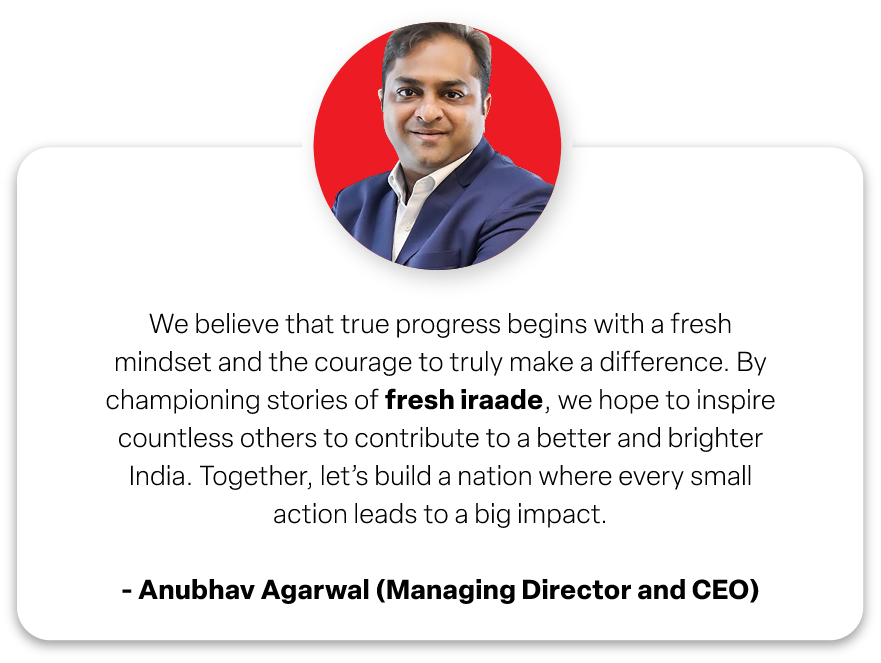 We believe that true progress begins with a fresh
mindset and the courage to truly make a difference. By
championing stories of fresh iraade, we hope to inspire
countless others to contribute to a better and brighter
India. Together, let’s build a nation where every small
action leads to a big impact.
- Anubhav Agarwal (Managing Director and CEO)